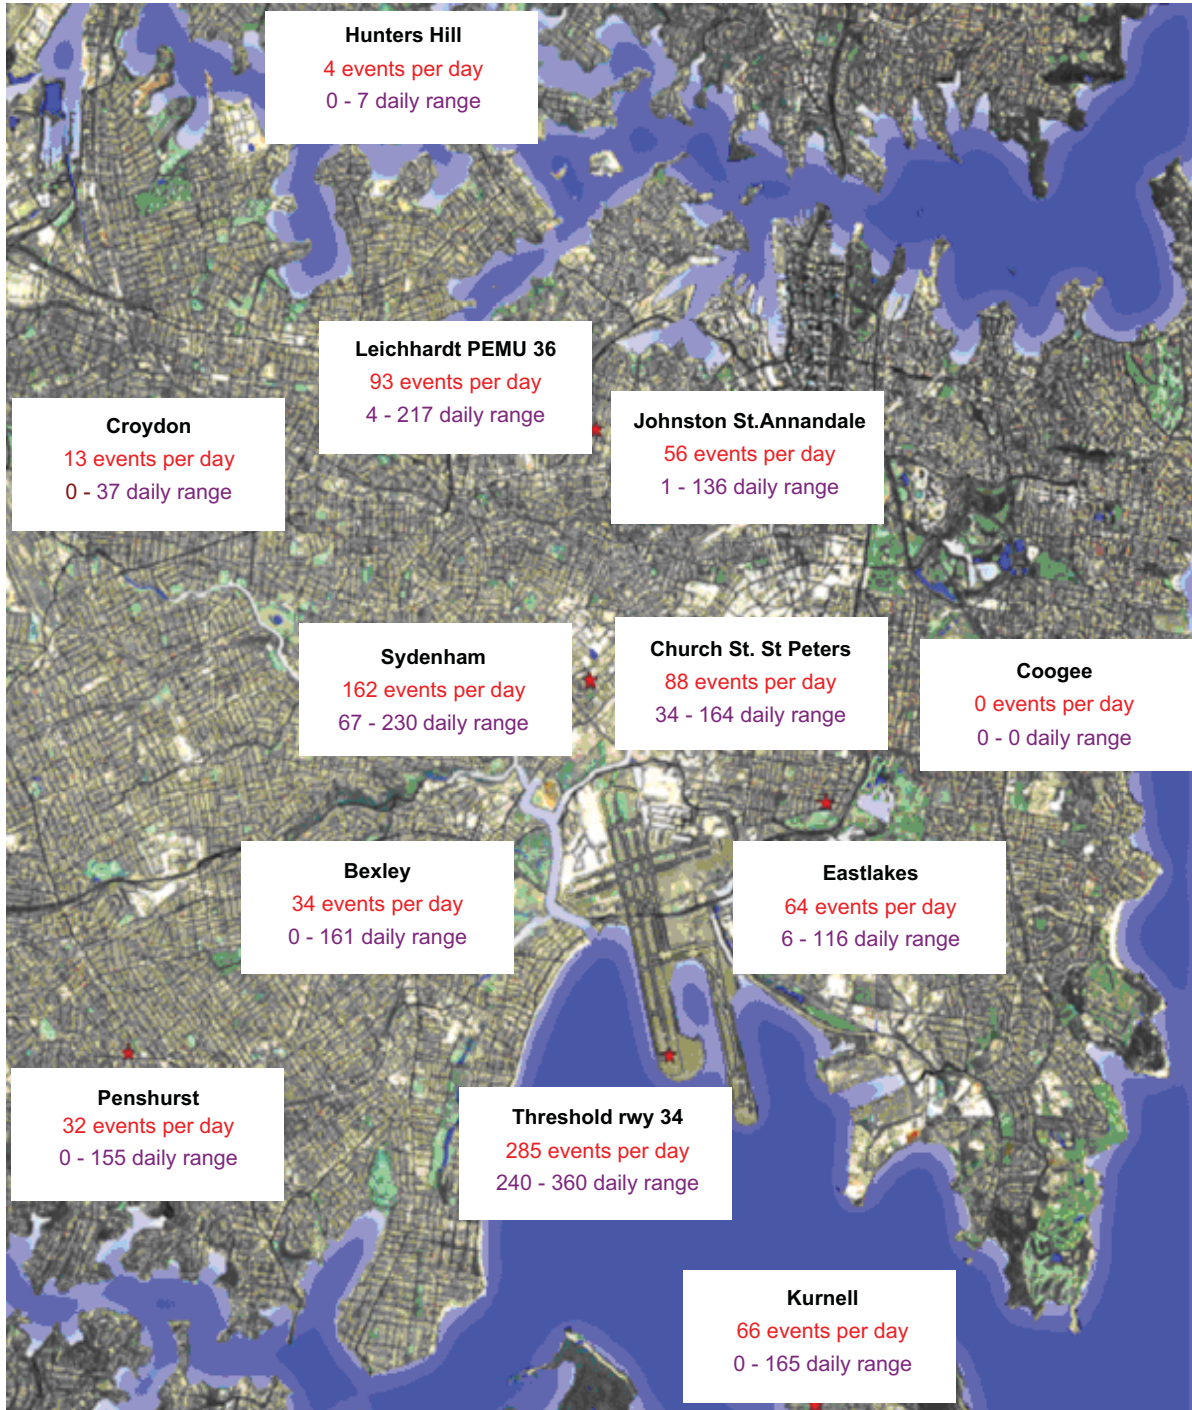 Hunters Hill
4 events per day
0 - 7 daily range
Leichhardt PEMU 36
93 events per day
4 - 217 daily range
Johnston St.Annandale
56 events per day
1 - 136 daily range
Croydon
13 events per day
0 - 37 daily range
Sydenham
162 events per day
67 - 230 daily range
Church St. St Peters
88 events per day
34 - 164 daily range
Coogee
0 events per day
0 - 0 daily range
Bexley
34 events per day
0 - 161 daily range
Eastlakes
64 events per day
6 - 116 daily range
Penshurst
32 events per day
0 - 155 daily range
Threshold rwy 34
285 events per day
240 - 360 daily range
Kurnell
66 events per day
0 - 165 daily range